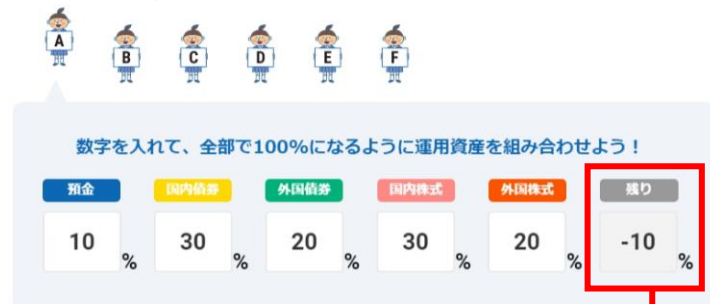 A B C D E F
数字を入れて、全部で100%になるように運用資産を組み合わせよう！
預金 国内債券 外国債券 国内株式 外国株式 残り
10 % 30 % 20 % 30 % 20 % -10 %